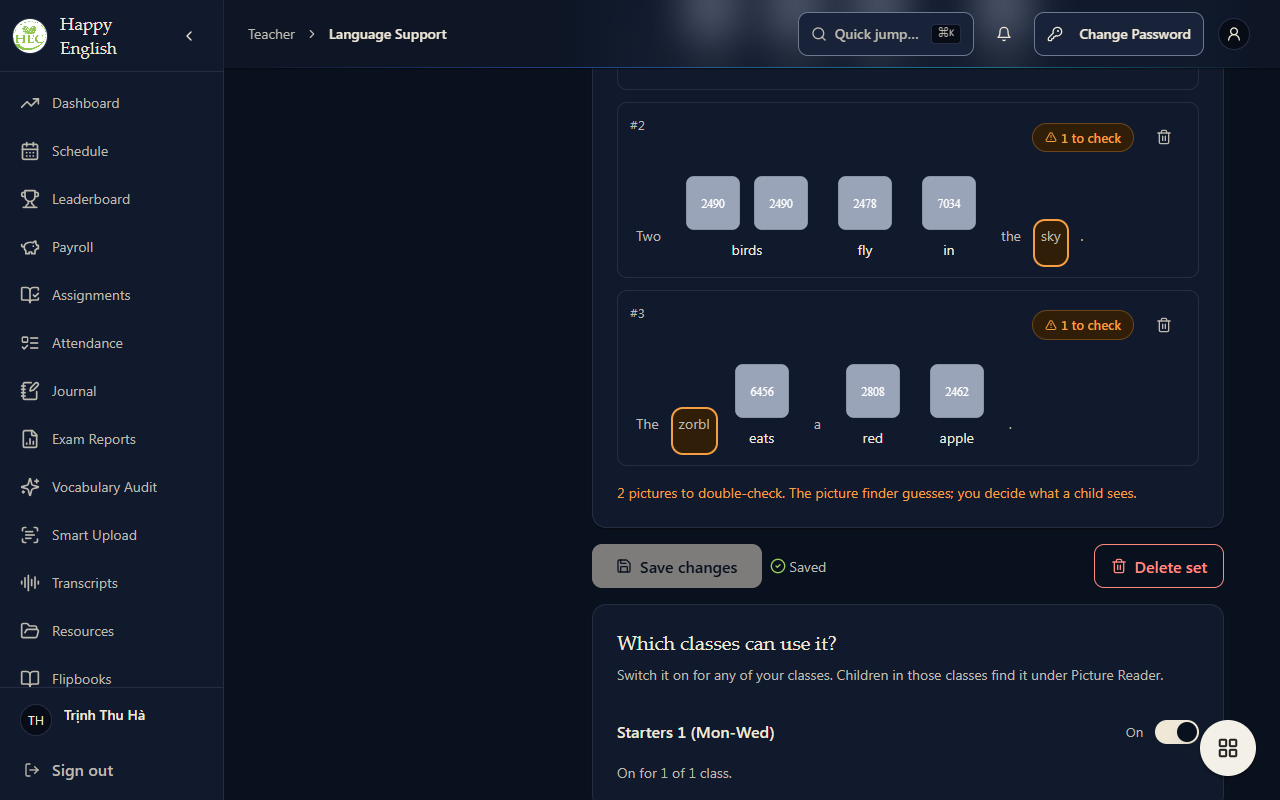 HEC
Happy
English
Teacher
Language Support
Quick jump...
⌘K
Change Password
Dashboard
Schedule
Leaderboard
Payroll
Assignments
Attendance
Journal
Exam Reports
Vocabulary Audit
Smart Upload
Transcripts
Resources
Flipbooks
TH
Trịnh Thu Hà
Sign out
#2
1 to check
2490 2490 2478 7034
Two birds fly in the sky .
#3
1 to check
6456 2808 2462
The zorbl eats a red apple .
2 pictures to double-check. The picture finder guesses; you decide what a child sees.
Save changes
Saved
Delete set
Which classes can use it?
Switch it on for any of your classes. Children in those classes find it under Picture Reader.
Starters 1 (Mon-Wed)
On
On for 1 of 1 class.